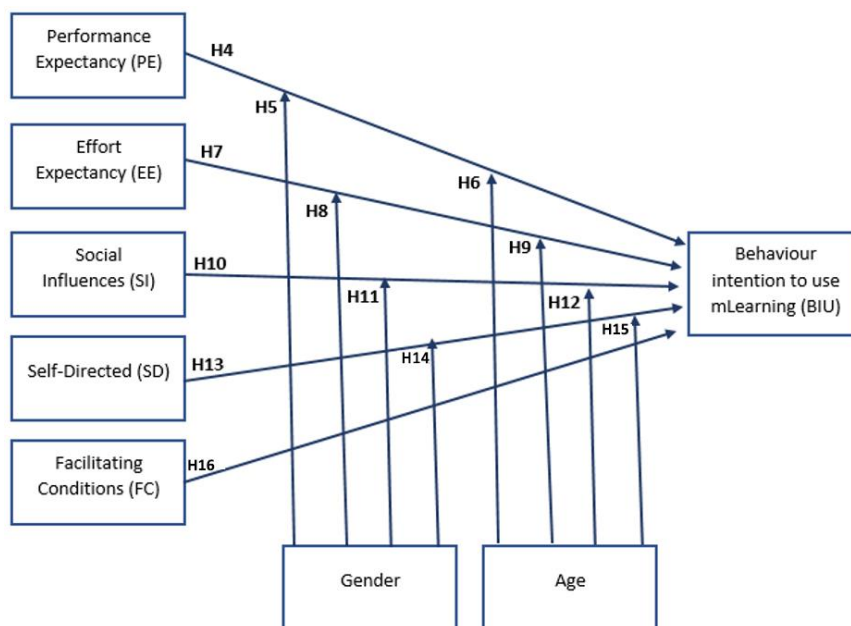 Performance
Expectancy (PE)
H4
H5
Effort
Expectancy (EE)
H7
H6
H8
Social
Influences (SI)
H10
H9
H11
H12
Behaviour
intention to use
mLearning (BIU)
Self-Directed (SD)
H13
H14
H15
Facilitating
Conditions (FC)
H16
Gender
Age